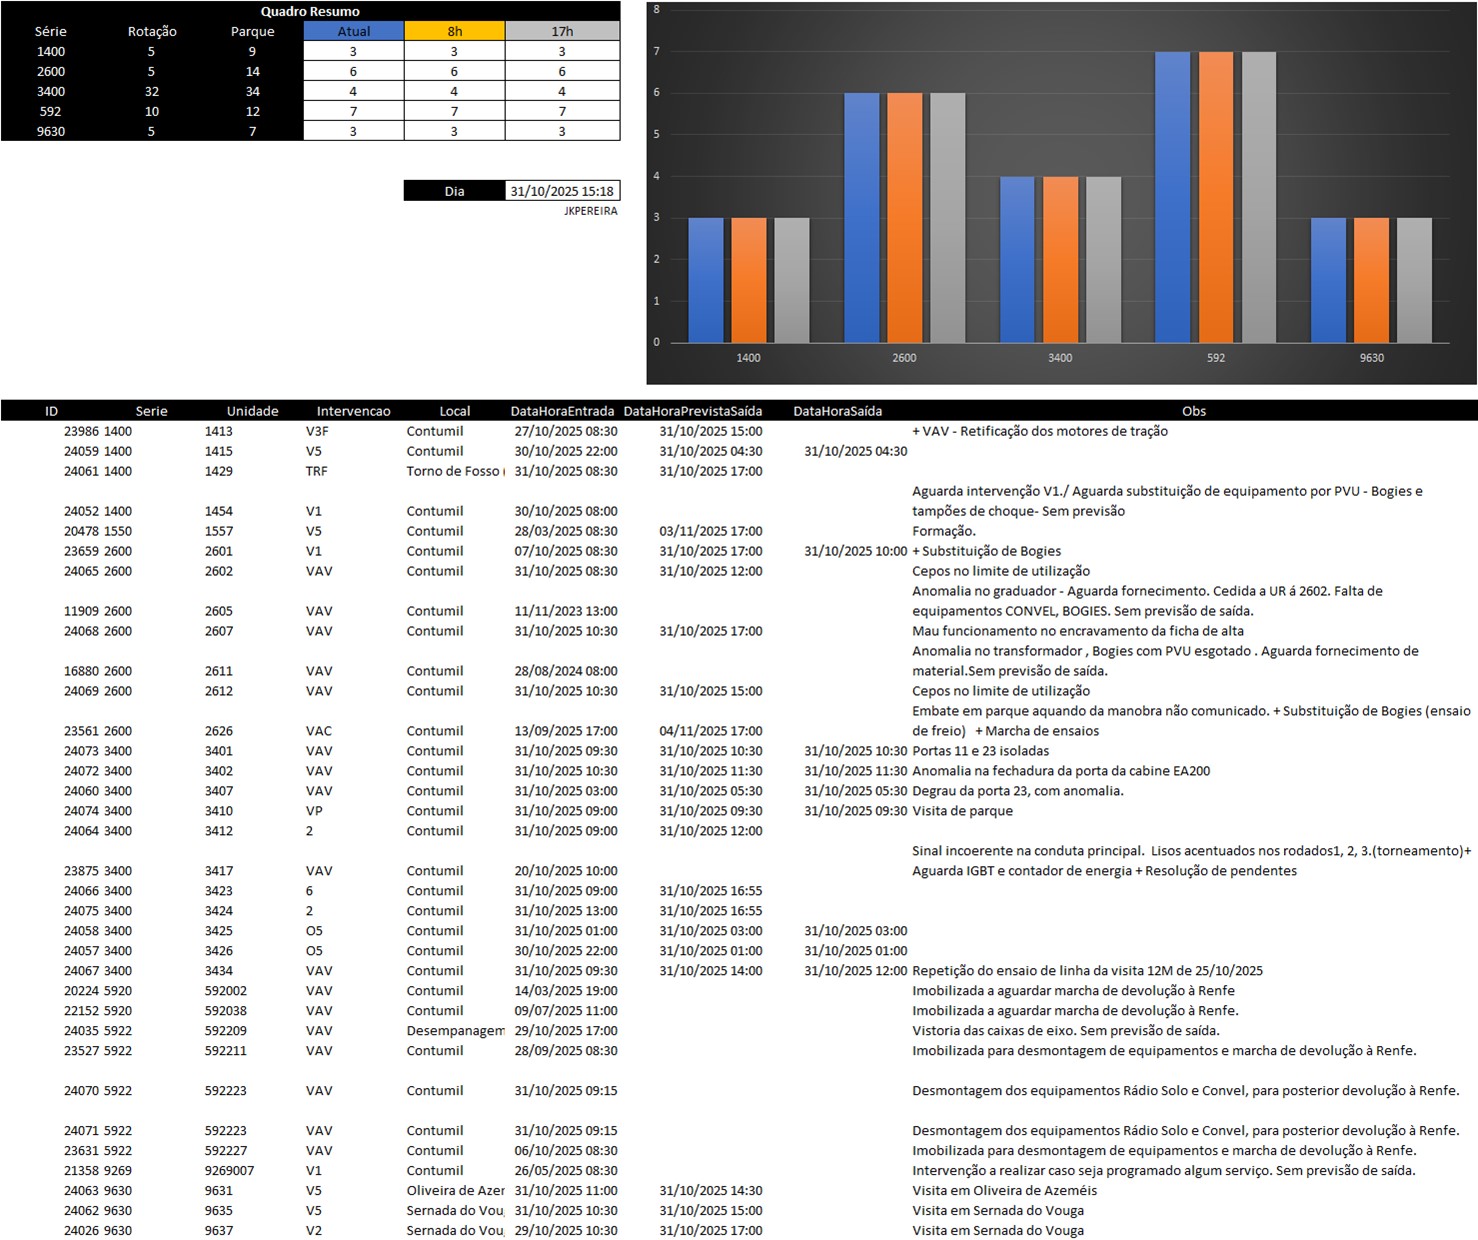 Quadro Resumo
Série Rotação Parque Atual 8h 17h
1400 5 9 3 3 3
2600 5 14 6 6 6
3400 32 34 4 4 4
592 10 12 7 7 7
9630 5 7 3 3 3
Dia 31/10/2025 15:18
JKPEREIRA
8
7
6
5
4
3
2
1
0
1400 2600 3400 592 9630
ID Serie Unidade Intervencao Local DataHoraEntrada DataHoraPrevistaSaída DataHoraSaída Obs
23986 1400 1413 V3F Contumil 27/10/2025 08:30 31/10/2025 15:00 + VAV - Retificação dos motores de tração
24059 1400 1415 V5 Contumil 30/10/2025 22:00 31/10/2025 04:30 31/10/2025 04:30
24061 1400 1429 TRF Torno de Fosso ( 31/10/2025 08:30 31/10/2025 17:00
Aguarda intervenção V1./ Aguarda substituição de equipamento por PVU - Bogies e
24052 1400 1454 V1 Contumil 30/10/2025 08:00 tampões de choque- Sem previsão
20478 1550 1557 V5 Contumil 28/03/2025 08:30 03/11/2025 17:00 Formação.
23659 2600 2601 V1 Contumil 07/10/2025 08:30 31/10/2025 17:00 31/10/2025 10:00 + Substituição de Bogies
24065 2600 2602 VAV Contumil 31/10/2025 08:30 31/10/2025 12:00 Cepos no limite de utilização
Anomalia no graduador - Aguarda fornecimento. Cedida a UR á 2602. Falta de
11909 2600 2605 VAV Contumil 11/11/2023 13:00 equipamentos CONVEL, BOGIES. Sem previsão de saída.
24068 2600 2607 VAV Contumil 31/10/2025 10:30 31/10/2025 17:00 Mau funcionamento no encravamento da ficha de alta
Anomalia no transformador , Bogies com PVU esgotado . Aguarda fornecimento de
16880 2600 2611 VAV Contumil 28/08/2024 08:00 material.Sem previsão de saída.
24069 2600 2612 VAV Contumil 31/10/2025 10:30 31/10/2025 15:00 Cepos no limite de utilização
Embate em parque aquando da manobra não comunicado. + Substituição de Bogies (ensaio
23561 2600 2626 VAC Contumil 13/09/2025 17:00 04/11/2025 17:00 de freio) + Marcha de ensaios
24073 3400 3401 VAV Contumil 31/10/2025 09:30 31/10/2025 10:30 31/10/2025 10:30 Portas 11 e 23 isoladas
24072 3400 3402 VAV Contumil 31/10/2025 10:30 31/10/2025 11:30 31/10/2025 11:30 Anomalia na fechadura da porta da cabine EA200
24060 3400 3407 VAV Contumil 31/10/2025 03:00 31/10/2025 05:30 31/10/2025 05:30 Degrau da porta 23, com anomalia.
24074 3400 3410 VP Contumil 31/10/2025 09:00 31/10/2025 09:30 31/10/2025 09:30 Visita de parque
24064 3400 3412 2 Contumil 31/10/2025 09:00 31/10/2025 12:00
Sinal incoerente na conduta principal. Lisos acentuados nos rodados1, 2, 3.(torneamento)+
23875 3400 3417 VAV Contumil 20/10/2025 10:00 Aguarda IGBT e contador de energia + Resolução de pendentes
24066 3400 3423 6 Contumil 31/10/2025 09:00 31/10/2025 16:55
24075 3400 3424 2 Contumil 31/10/2025 13:00 31/10/2025 16:55
24058 3400 3425 O5 Contumil 31/10/2025 01:00 31/10/2025 03:00 31/10/2025 03:00
24057 3400 3426 O5 Contumil 30/10/2025 22:00 31/10/2025 01:00 31/10/2025 01:00
24067 3400 3434 VAV Contumil 31/10/2025 09:30 31/10/2025 14:00 31/10/2025 12:00 Repetição do ensaio de linha da visita 12M de 25/10/2025
20224 5920 592002 VAV Contumil 14/03/2025 19:00 Imobilizada a aguardar marcha de devolução à Renfe
22152 5920 592038 VAV Contumil 09/07/2025 11:00 Imobilizada a aguardar marcha de devolução à Renfe.
24035 5922 592209 VAV Desempanagem 29/10/2025 17:00 Vistoria das caixas de eixo. Sem previsão de saída.
23527 5922 592211 VAV Contumil 28/09/2025 08:30 Imobilizada para desmontagem de equipamentos e marcha de devolução à Renfe.
24070 5922 592223 VAV Contumil 31/10/2025 09:15 Desmontagem dos equipamentos Rádio Solo e Convel, para posterior devolução à Renfe.
24071 5922 592223 VAV Contumil 31/10/2025 09:15 Desmontagem dos equipamentos Rádio Solo e Convel, para posterior devolução à Renfe.
23631 5922 592227 VAV Contumil 06/10/2025 08:30 Imobilizada para desmontagem de equipamentos e marcha de devolução à Renfe.
21358 9269 9269007 V1 Contumil 26/05/2025 08:30 Intervenção a realizar caso seja programado algum serviço. Sem previsão de saída.
24063 9630 9631 V5 Oliveira de Azer 31/10/2025 11:00 31/10/2025 14:30 Visita em Oliveira de Azeméis
24062 9630 9635 V5 Sernada do Vou 31/10/2025 10:30 31/10/2025 15:00 Visita em Sernada do Vouga
24026 9630 9637 V2 Sernada do Vou 29/10/2025 10:30 31/10/2025 17:00 Visita em Sernada do Vouga